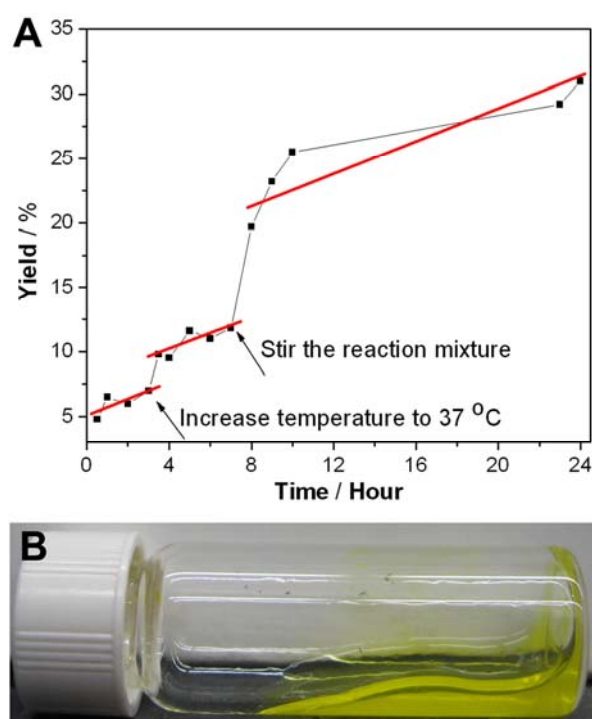 A
35
30
25
20
15
10
5
Yield / %
Stir the reaction mixture
Increase temperature to 37 °C
0 4 8 12 16 20 24
Time / Hour
B